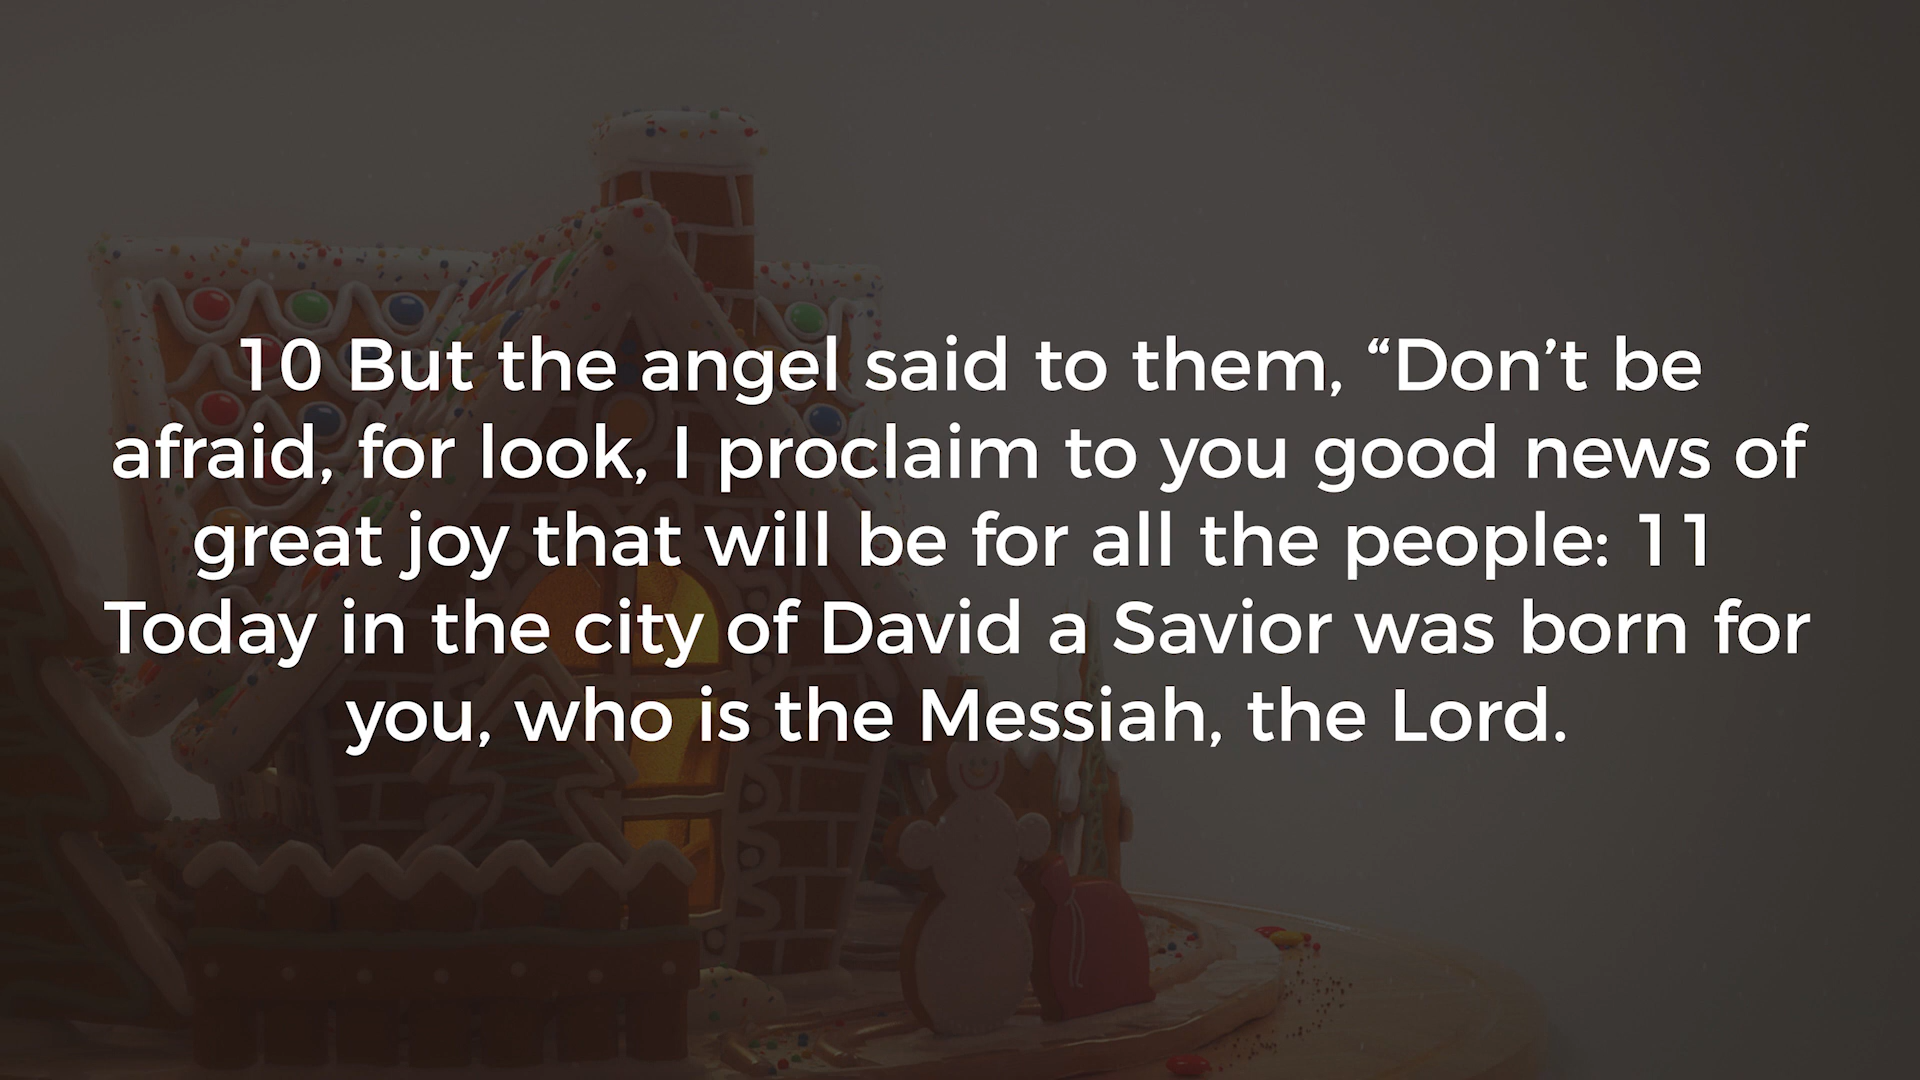 10 But the angel said to them, “Don’t be
afraid, for look, I proclaim to you good news of
great joy that will be for all the people: 11
Today in the city of David a Savior was born for
you, who is the Messiah, the Lord.